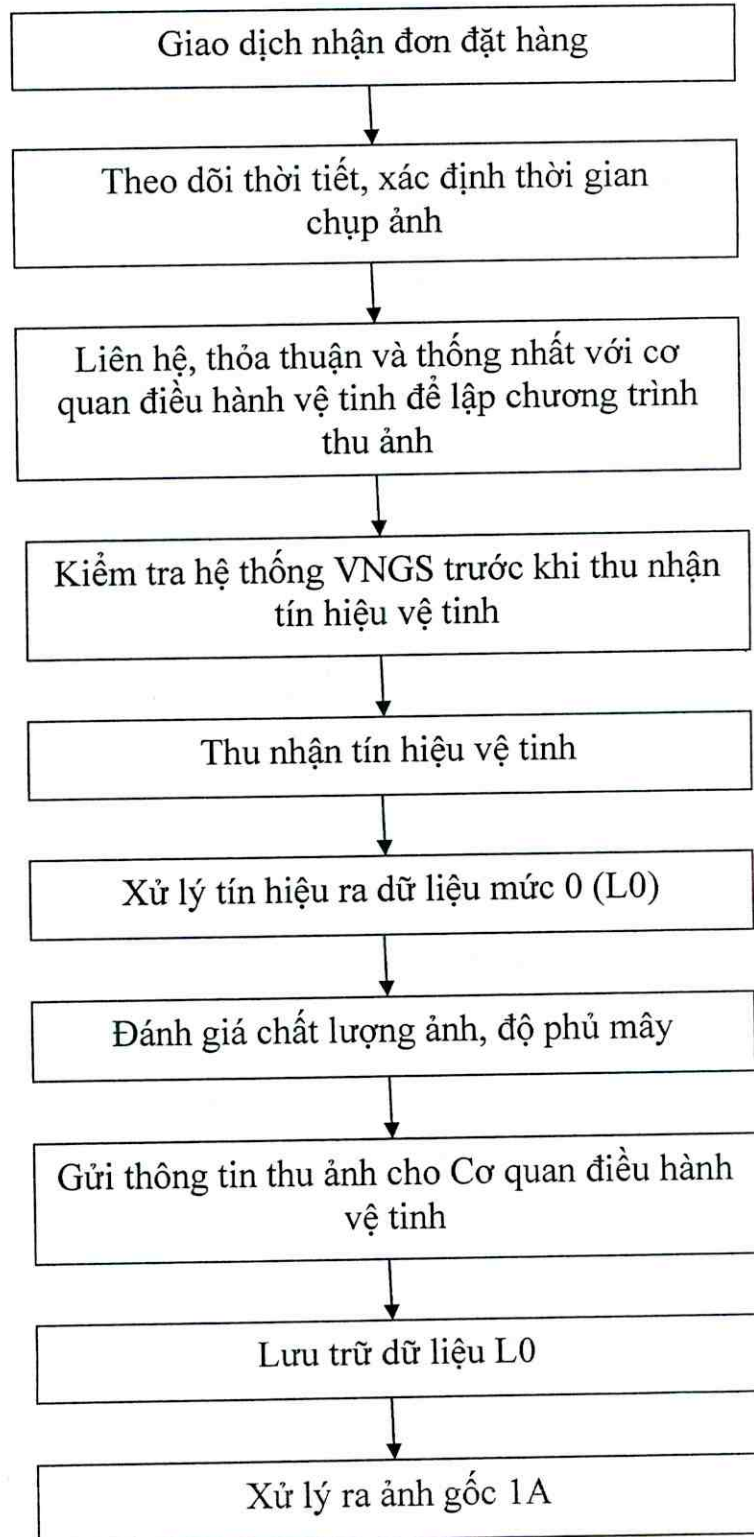 Giao dịch nhận đơn đặt hàng
Theo dõi thời tiết, xác định thời gian
chụp ảnh
Liên hệ, thỏa thuận và thống nhất với cơ
quan điều hành vệ tinh để lập chương trình
thu ảnh
Kiểm tra hệ thống VNGS trước khi thu nhận
tín hiệu vệ tinh
Thu nhận tín hiệu vệ tinh
Xử lý tín hiệu ra dữ liệu mức 0 (L0)
Đánh giá chất lượng ảnh, độ phủ mây
Gửi thông tin thu ảnh cho Cơ quan điều hành
vệ tinh
Lưu trữ dữ liệu L0
Xử lý ra ảnh gốc 1A